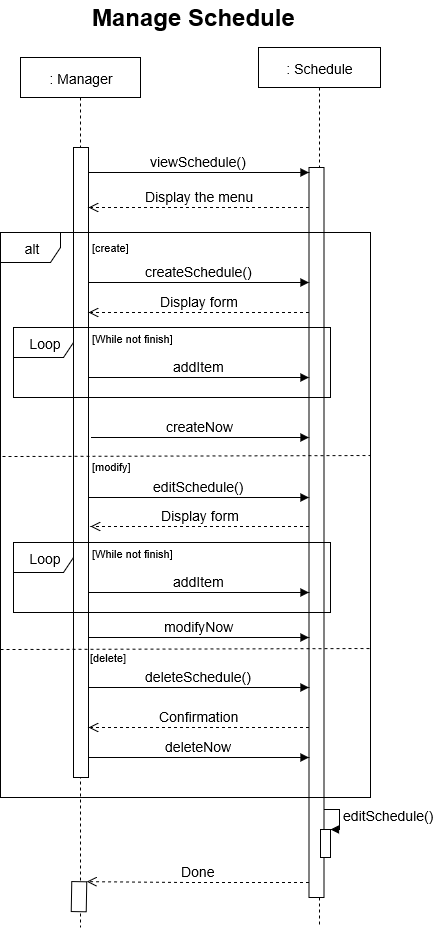 Manage Schedule
: Manager
: Schedule
viewSchedule()
Display the menu
alt
[create]
createSchedule()
Display form
Loop
[While not finish]
addItem
createNow
[modify]
editSchedule()
Display form
Loop
[While not finish]
addItem
modifyNow
[delete]
deleteSchedule()
Confirmation
deleteNow
editSchedule()
Done